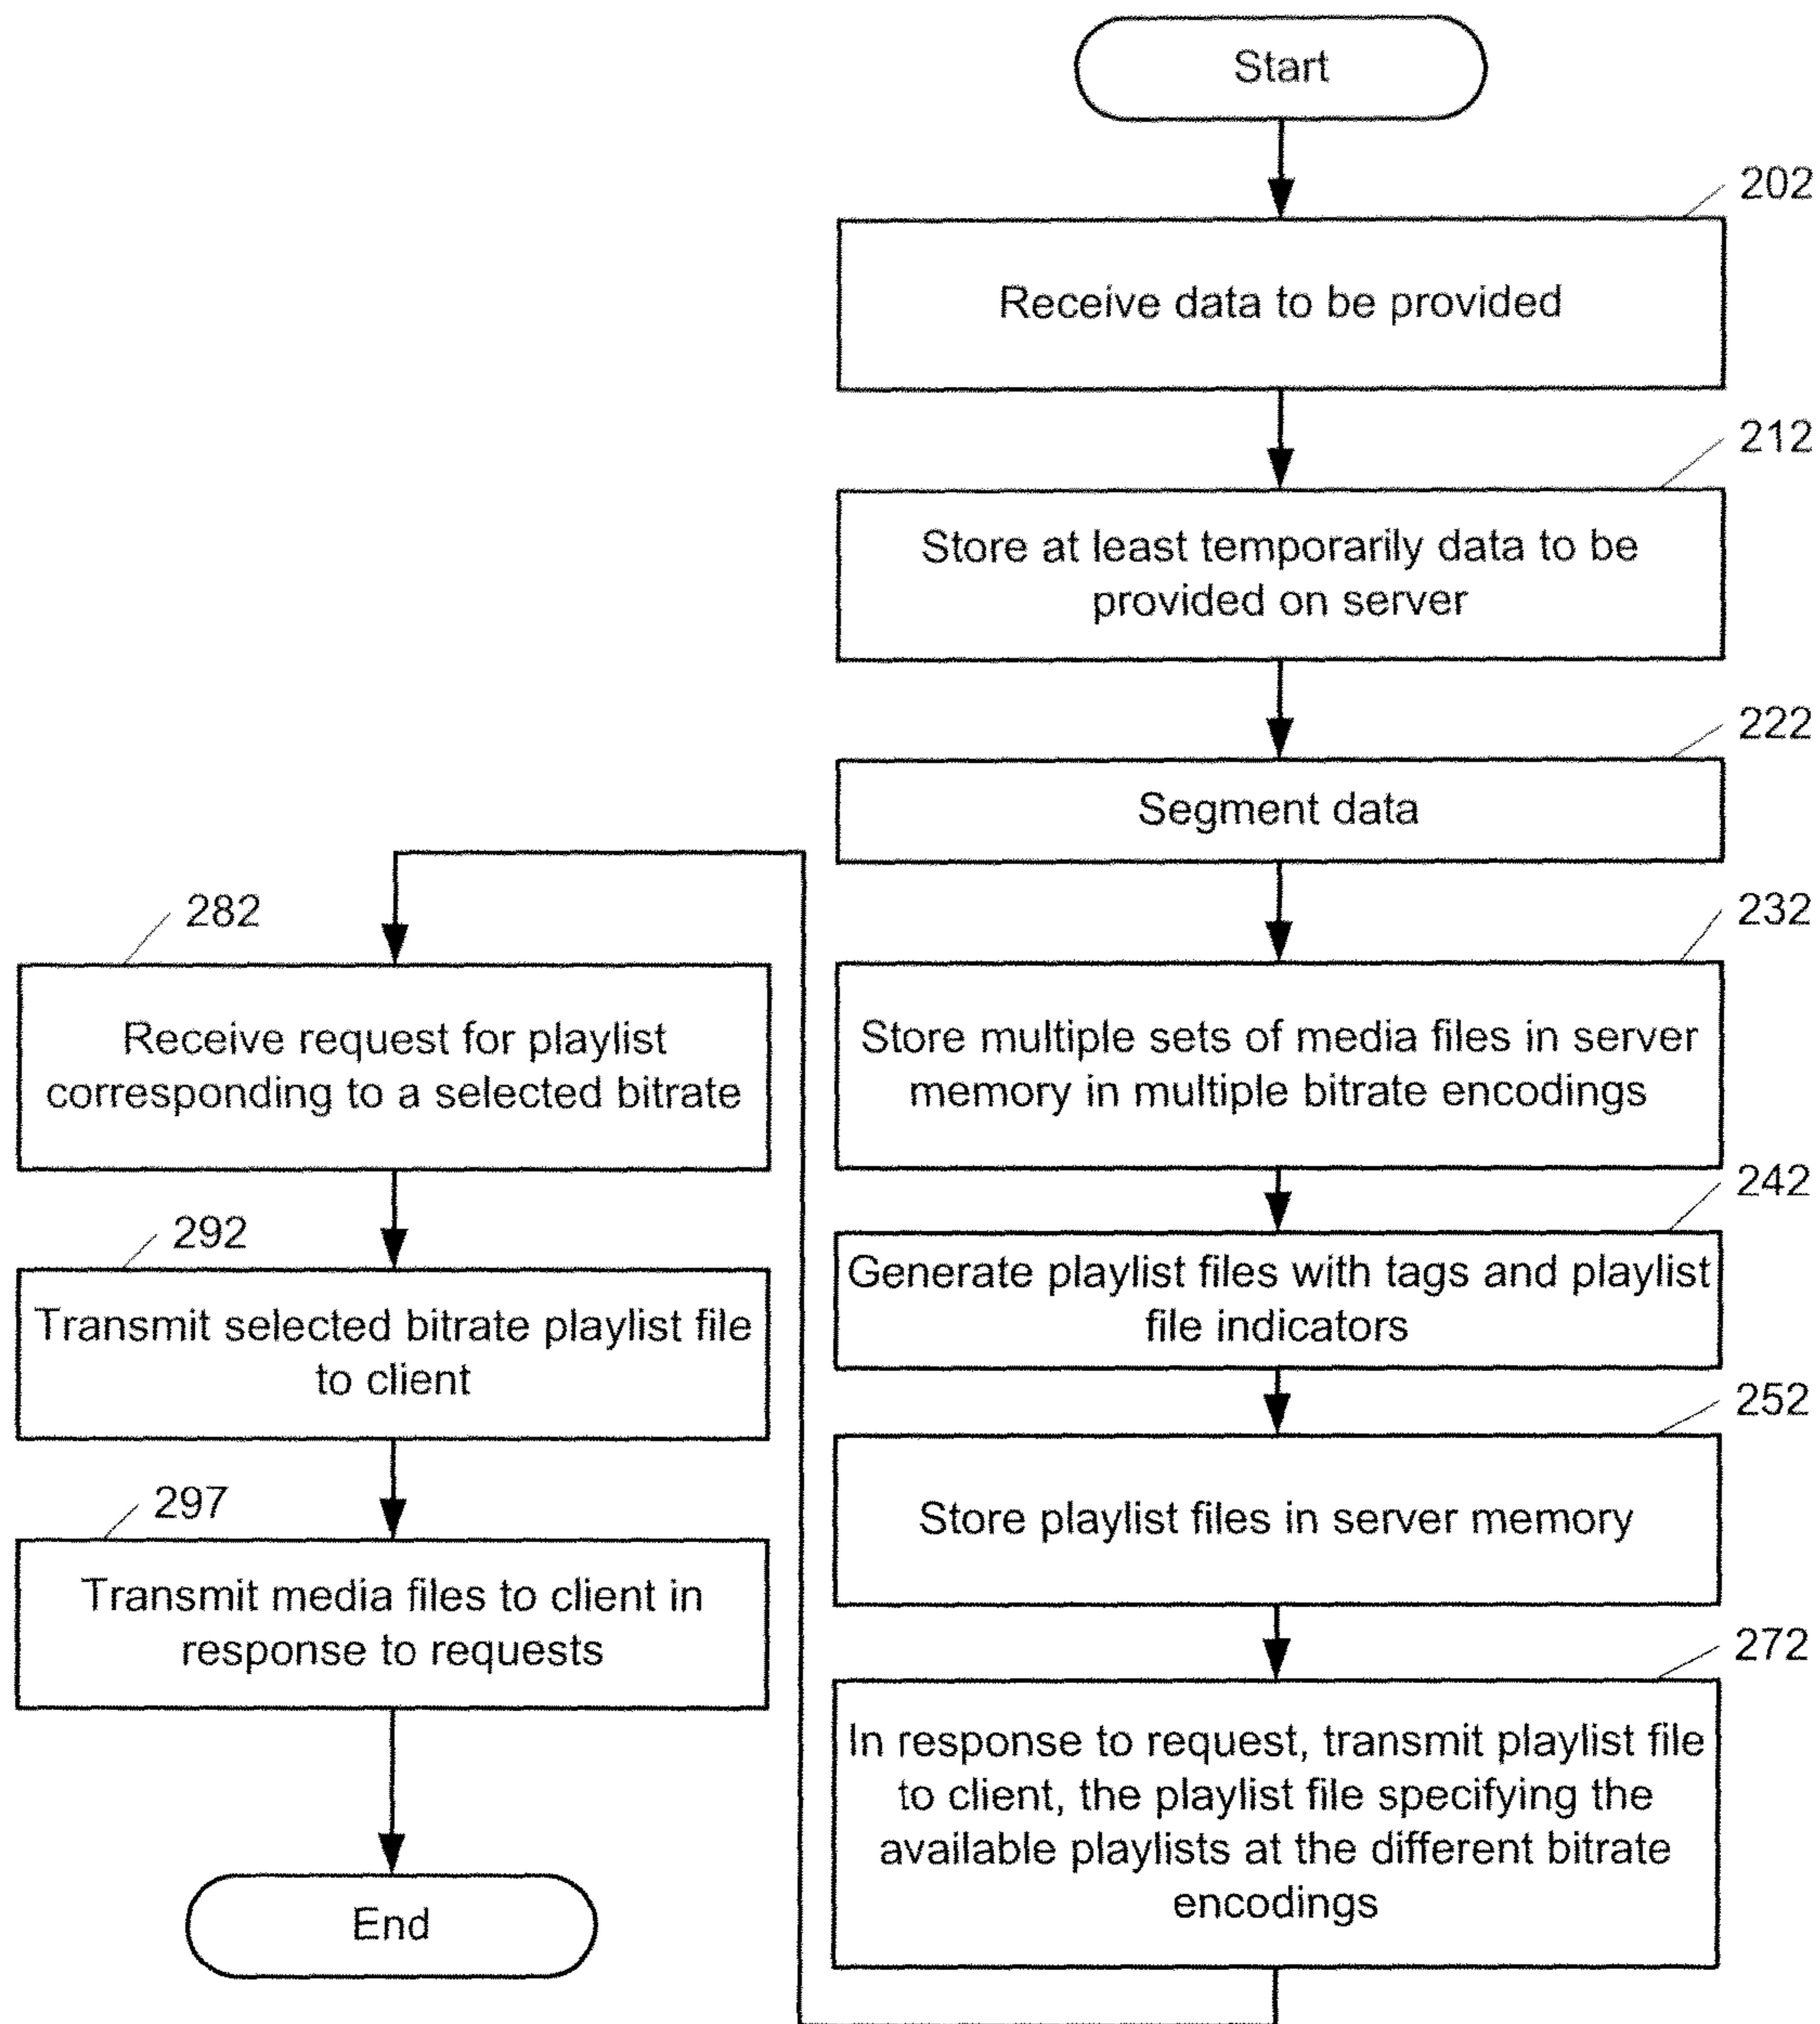 Start
202
Receive data to be provided
212
Store at least temporarily data to be
provided on server
222
Segment data
232
Store multiple sets of media files in server
memory in multiple bitrate encodings
242
Generate playlist files with tags and playlist
file indicators
252
Store playlist files in server memory
272
In response to request, transmit playlist file
to client, the playlist file specifying the
available playlists at the different bitrate
encodings
282
Receive request for playlist
corresponding to a selected bitrate
292
Transmit selected bitrate playlist file
to client
297
Transmit media files to client in
response to requests
End